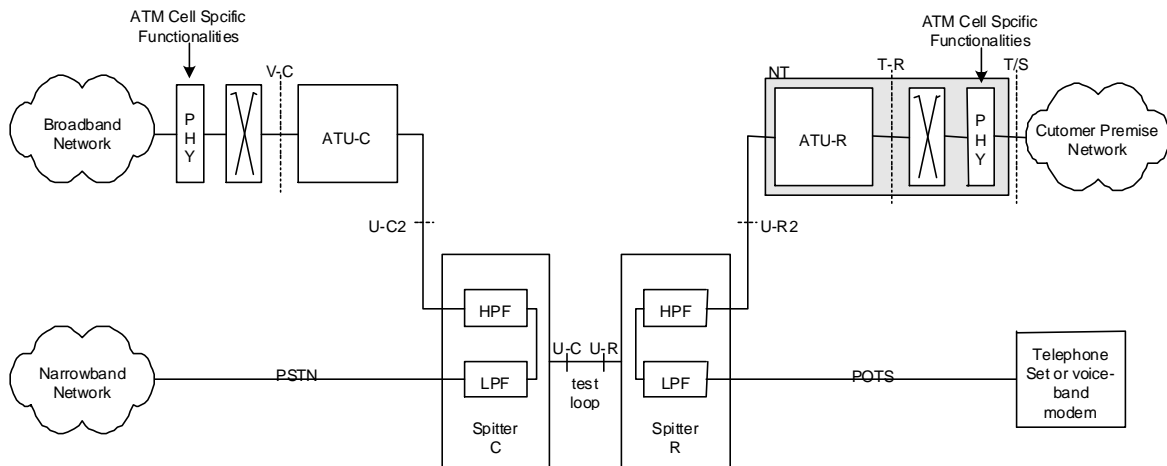 ATM Cell Spcific
Functionalities
ATM Cell Spcific
Functionalities
V-C
NT
T-R
T/S
Broadband
Network
P
H
Y
ATU-C
ATU-R
P
H
Y
Cutomer Premise
Network
U-C2
U-R2
HPF
HPF
U-C
U-R
Narrowband
Network
PSTN
LPF
test
loop
LPF
POTS
Telephone
Set or voice-
band
modem
Spitter
C
Spitter
R